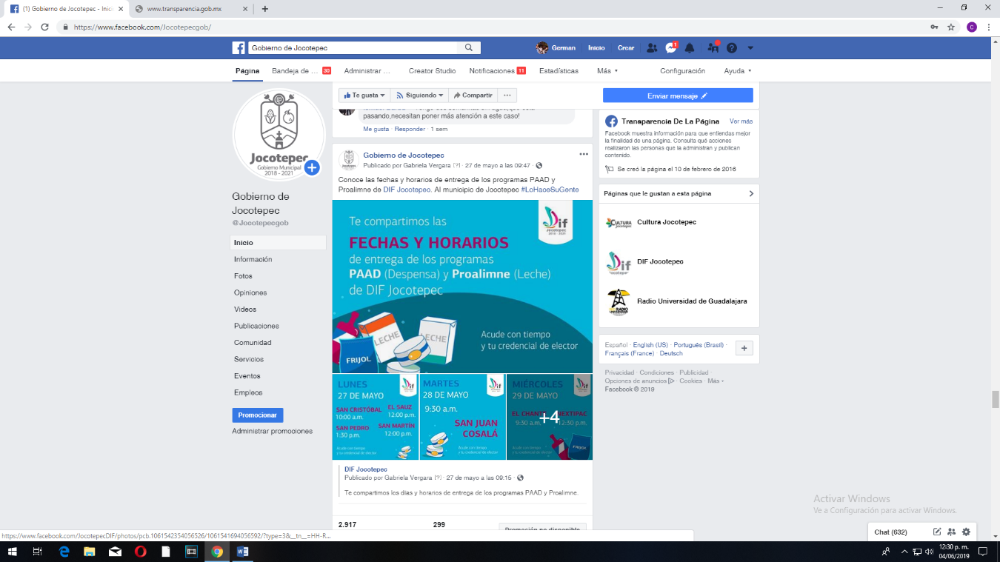 (1) Gobierno de Jocotepec - Inic
www.transparencia.gob.mx
https://www.facebook.com/Jocotepecgob/
C
Gobierno de Jocotepec
German
Inicio
Crear
1
Página
Bandeja de ... 30
Administrar ...
Creator Studio
Notificaciones 11
Estadísticas
Más
Configuración
Ayuda
Te gusta
Siguiendo
Compartir
Enviar mensaje
Jocotepec
Gobierno Municipal
2018 - 2021
Gobierno de
Jocotepec
@Jocotepecgob
Inicio
Información
Fotos
Opiniones
Videos
Publicaciones
Comunidad
Servicios
Eventos
Empleos
Promocionar
Administrar promociones
pasando,necesitan poner más atención a este caso!
Me gusta · Responder · 1 sem
Gobierno de Jocotepec
Publicado por Gabriela Vergara [?] · 27 de mayo a las 09:47 ·
Conoce las fechas y horarios de entrega de los programas PAAD y
Proalimne de DIF Jocotepec. Al municipio de Jocotepec #LoHaceSuGente
Dif
Jocotepec
2018 - 2021
Te compartimos las
FECHAS Y HORARIOS
de entrega de los programas
PAAD (Despensa) y Proalimne (Leche)
de DIF Jocotepec
LECHE
LECHE
FRIJOL
Acude con tiempo
y tu credencial de elector
LUNES
27 DE MAYO
SAN CRISTÓBAL
10:00 a.m.
EL SAUZ
12:00 p.m.
SAN PEDRO
1:30 p.m.
SAN MARTÍN
12:00 p.m.
Acude con tiempo
y tu credencial de elector
MARTES
28 DE MAYO
9:30 a.m.
SAN JUAN
COSALÁ
Acude con tiempo
y tu credencial de elector
MIÉRCOLES
29 DE MAYO
EL CHANTE
9:30 a.m.
NEXTIPAC
12:30 p.m.
+4
FRIJOL
Acude con tiempo
y tu credencial de elector
DIF Jocotepec
Publicado por Gabriela Vergara [?] · 27 de mayo a las 09:16 ·
Te compartimos los días y horarios de entrega de los programas PAAD y Proalimne.
2.917
299
Promoción no disponible
Transparencia De La Página
Ver más
Facebook muestra información para que entiendas mejor
la finalidad de una página. Consulta qué acciones
realizaron las personas que la administran y publican
contenido.
Se creó la página el 10 de febrero de 2016
Páginas que le gustan a esta página
CULTURA
Jocotepec
Cultura Jocotepec
Dif
DIF Jocotepec
RADIO
Radio Universidad de Guadalajara
Español · English (US) · Português (Brasil) ·
Français (France) · Deutsch
Privacidad · Condiciones · Publicidad ·
Opciones de anuncios · Cookies · Más
Facebook © 2019
Activar Windows
Ve a Configuración para activar Windows.
Chat (632)
https://www.facebook.com/JocotepecDIF/photos/pcb.1061542354056526/1061541694056592/?type=3&__tn__=HH-R...
12:30 p. m.
04/06/2019